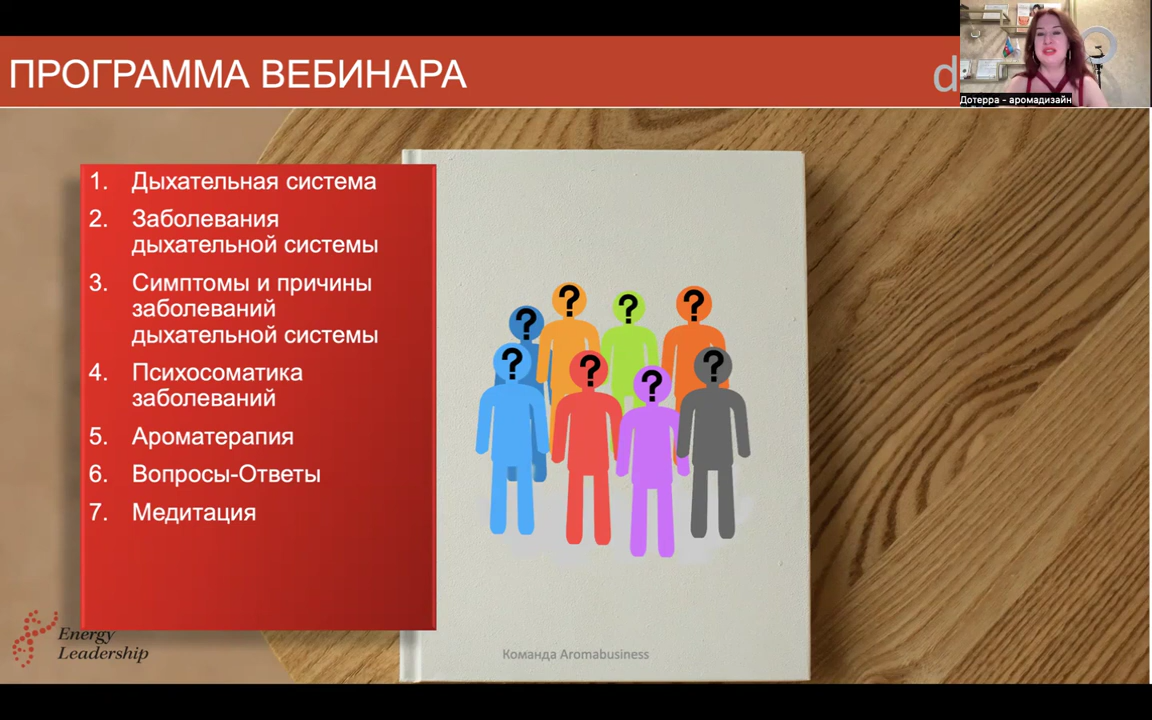 ПРОГРАММА ВЕБИНАРА
d
Дотерра - аромадизайн
1. Дыхательная система
2. Заболевания
дыхательной системы
3. Симптомы и причины
заболеваний
дыхательной системы
4. Психосоматика
заболеваний
5. Ароматерапия
6. Вопросы-Ответы
7. Медитация
? ? ? ?
? ? ? ?
Energy
Leadership
Команда Aromabusiness